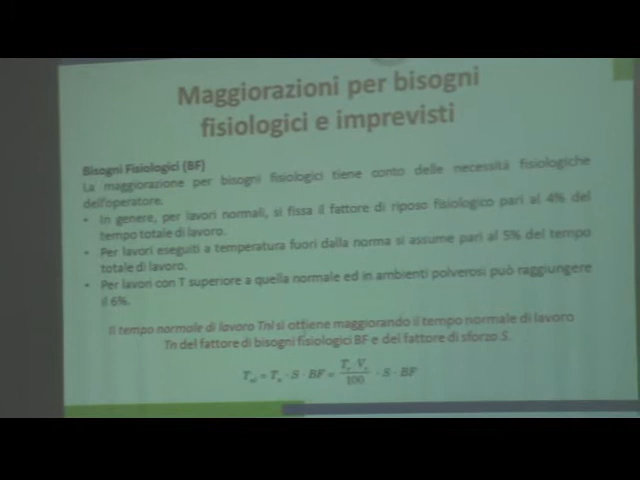 Maggiorazioni per bisogni
fisiologici e imprevisti
Bisogni Fisiologici (BF)
La maggiorazione per bisogni fisiologici tiene conto delle necessità fisiologiche
dell'operatore.
• In genere, per lavori normali, si fissa il fattore di riposo fisiologico pari al 4% del
tempo totale di lavoro.
• Per lavori eseguiti a temperatura fuori dalla norma si assume pari al 5% del tempo
totale di lavoro.
• Per lavori con T superiore a quella normale ed in ambienti polverosi può raggiungere
il 6%.
Il tempo normale di lavoro Tnl si ottiene maggiorando il tempo normale di lavoro
Tn del fattore di bisogni fisiologici BF e del fattore di sforzo S.
· S · BF = 100 · S · BF